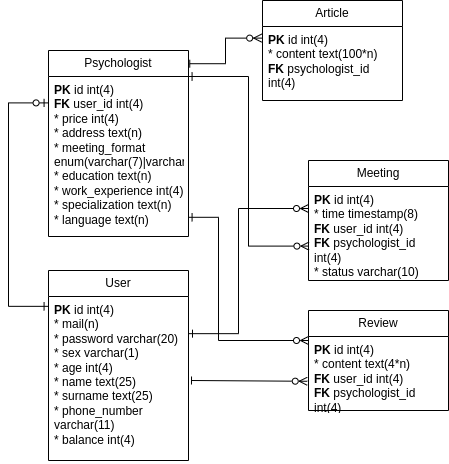 Article
PK id int(4)
* content text(100*n)
FK psychologist_id
int(4)
Psychologist
PK id int(4)
FK user_id int(4)
* price int(4)
* address text(n)
* meeting_format
enum(varchar(7)|varchar
* education text(n)
* work_experience int(4)
* specialization text(n)
* language text(n)
Meeting
PK id int(4)
* time timestamp(8)
FK user_id int(4)
FK psychologist_id
int(4)
* status varchar(10)
User
PK id int(4)
* mail(n)
* password varchar(20)
* sex varchar(1)
* age int(4)
* name text(25)
* surname text(25)
* phone_number
varchar(11)
* balance int(4)
Review
PK id int(4)
* content text(4*n)
FK user_id int(4)
FK psychologist_id
int(4)